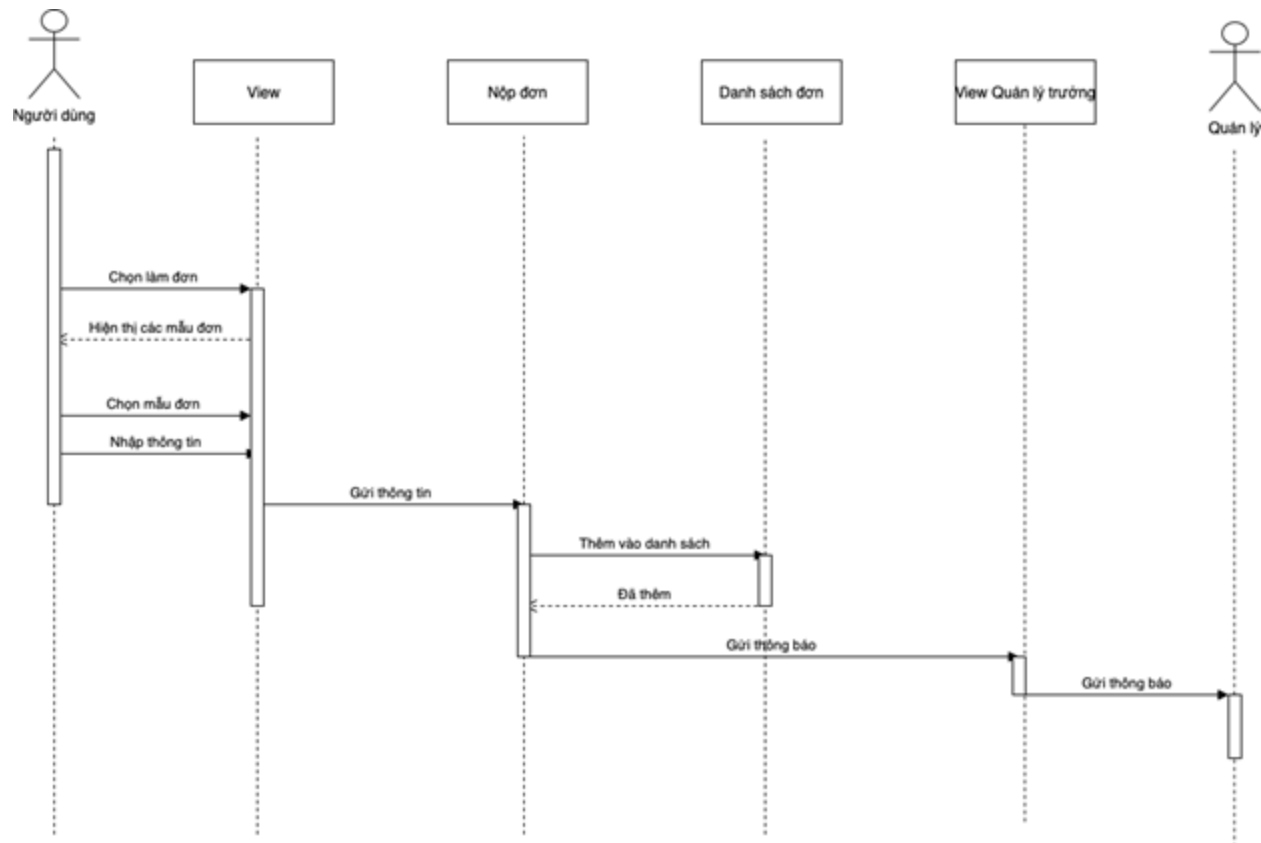 Người dùng
View
Nộp đơn
Danh sách đơn
View Quản lý trường
Quản lý
Chọn làm đơn
Hiện thị các mẫu đơn
Chọn mẫu đơn
Nhập thông tin
Gửi thông tin
Thêm vào danh sách
Đã thêm
Gửi thông báo
Gửi thông báo